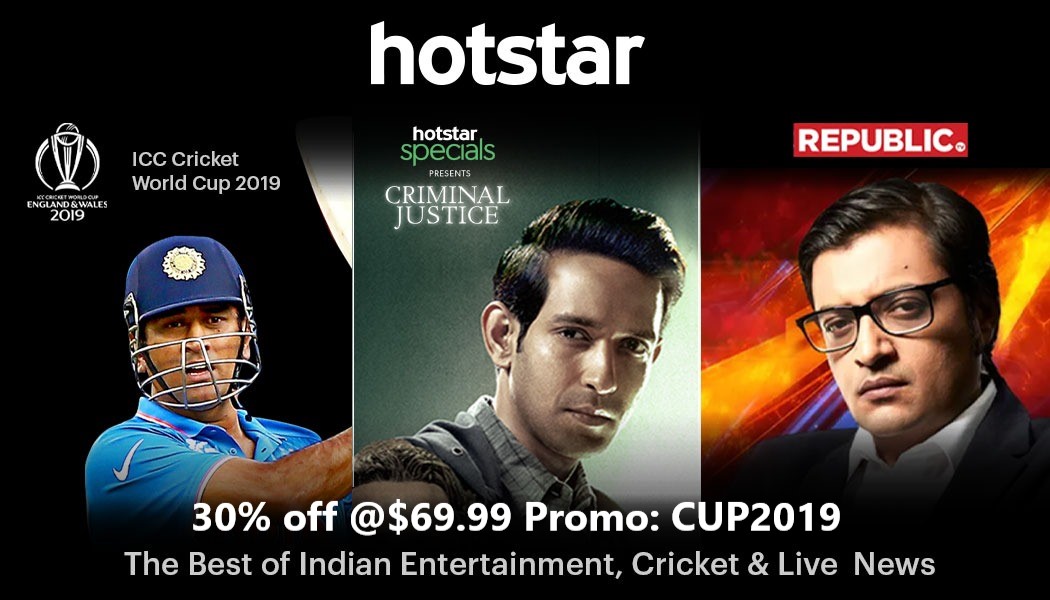 hotstar
ICC CRICKET WORLD CUP
ENGLAND & WALES
2019
ICC Cricket
World Cup 2019
hotstar
specials
PRESENTS
CRIMINAL
JUSTICE
REPUBLIC.TV
30% off @$69.99 Promo: CUP2019
The Best of Indian Entertainment, Cricket & Live News